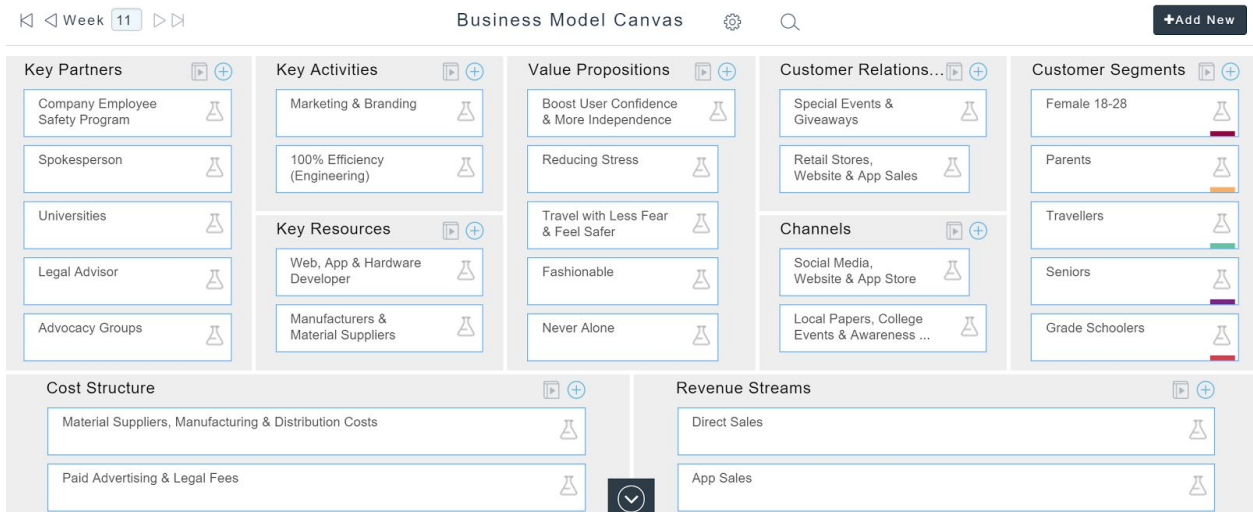 Week 11
Business Model Canvas
+Add New
Key Partners
Company Employee
Safety Program
Spokesperson
Universities
Legal Advisor
Advocacy Groups
Key Activities
Marketing & Branding
100% Efficiency
(Engineering)
Key Resources
Web, App & Hardware
Developer
Manufacturers &
Material Suppliers
Value Propositions
Boost User Confidence
& More Independence
Reducing Stress
Travel with Less Fear
& Feel Safer
Fashionable
Never Alone
Customer Relations...
Special Events &
Giveaways
Retail Stores,
Website & App Sales
Channels
Social Media,
Website & App Store
Local Papers, College
Events & Awareness ...
Customer Segments
Female 18-28
Parents
Travellers
Seniors
Grade Schoolers
Cost Structure
Material Suppliers, Manufacturing & Distribution Costs
Paid Advertising & Legal Fees
Revenue Streams
Direct Sales
App Sales